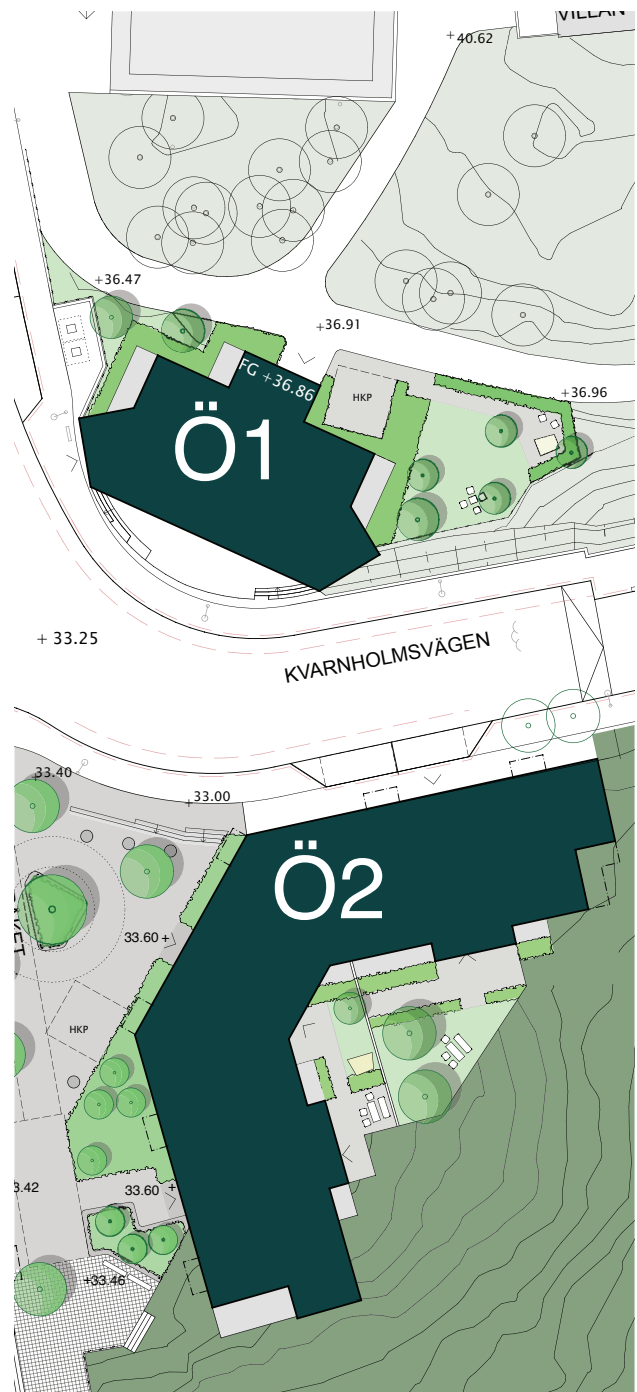 VILLAN
+40.62
+36.47
+36.91
FG +36.86
+36.96
HKP
Ö1
+ 33.25
KVARNHOLMSVÄGEN
33.40
+33.00
Ö2
33.60 +
HKP
33.60 +
3.42
+33.46